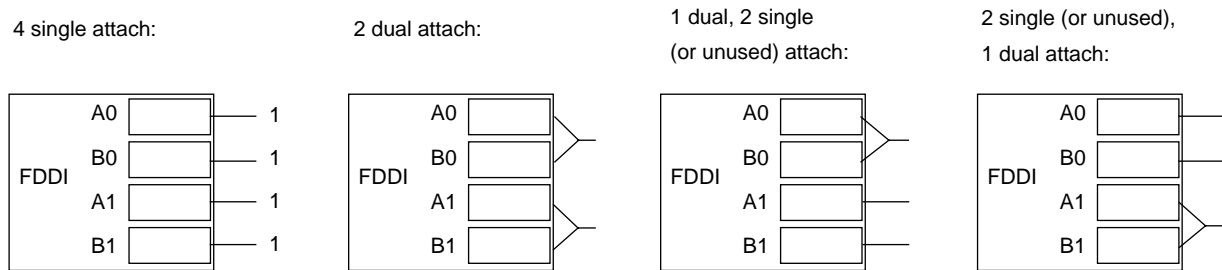 4 single attach:
2 dual attach:
1 dual, 2 single
(or unused) attach:
2 single (or unused),
1 dual attach:
FDDI
A0
1
B0
1
A1
1
B1
1
FDDI
A0
B0
A1
B1
FDDI
A0
B0
A1
B1
FDDI
A0
B0
A1
B1